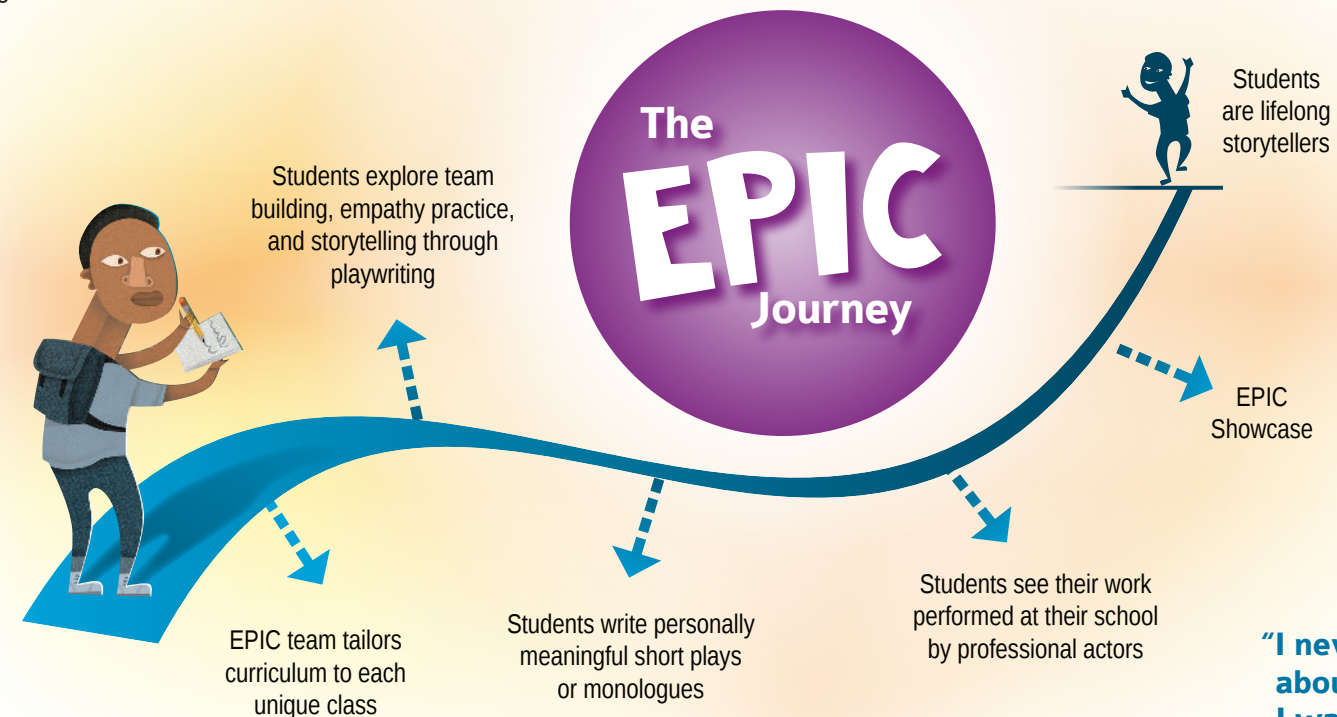 The
EPIC
Journey
Students
are lifelong
storytellers
Students explore team
building, empathy practice,
and storytelling through
playwriting
EPIC
Showcase
Students see their work
performed at their school
by professional actors
Students write personally
meaningful short plays
or monologues
EPIC team tailors
curriculum to each
unique class
"I